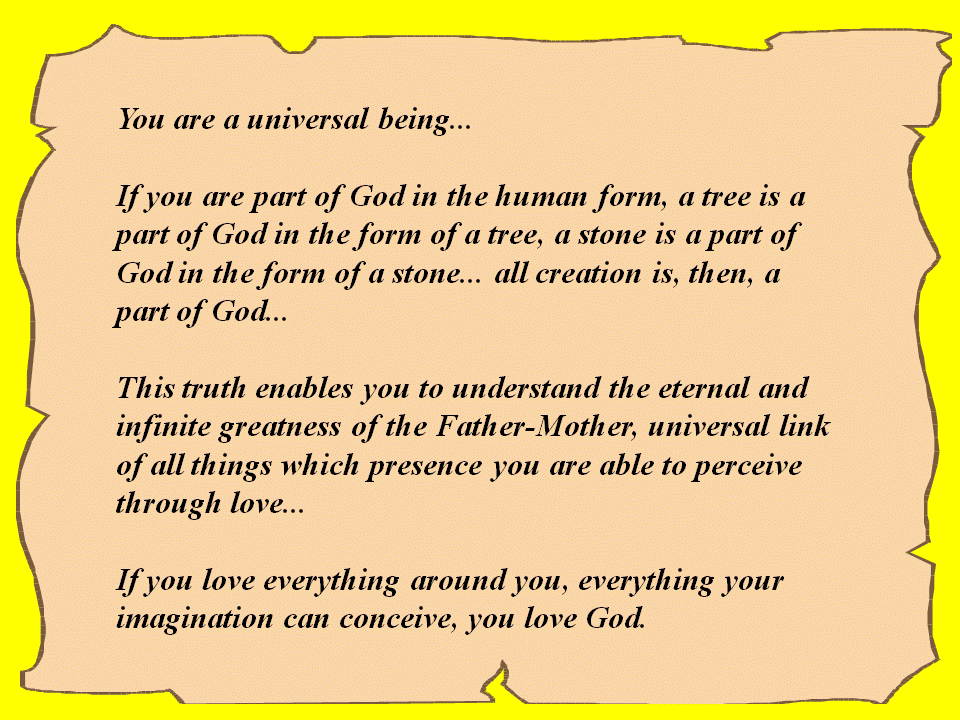 You are a universal being...
If you are part of God in the human form, a tree is a
part of God in the form of a tree, a stone is a part of
God in the form of a stone... all creation is, then, a
part of God...
This truth enables you to understand the eternal and
infinite greatness of the Father-Mother, universal link
of all things which presence you are able to perceive
through love...
If you love everything around you, everything your
imagination can conceive, you love God.